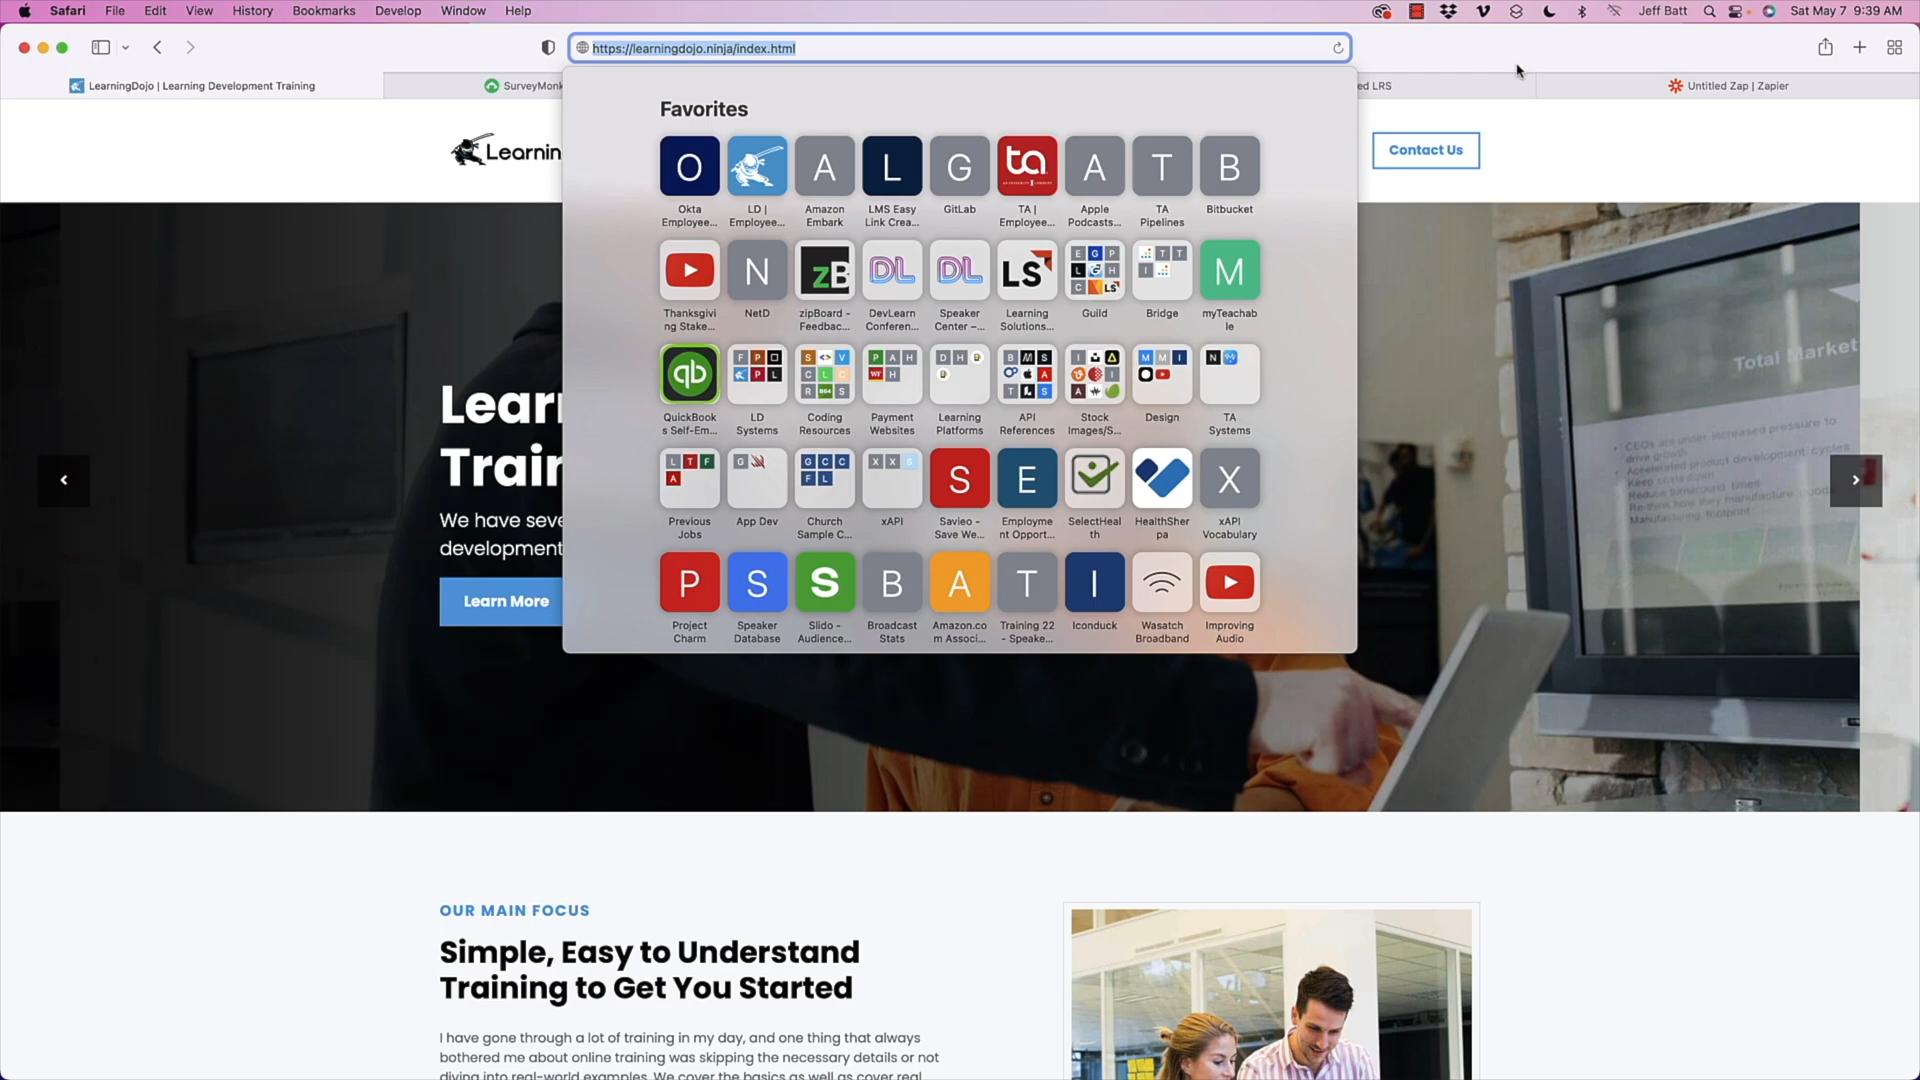 Safari File Edit View History Bookmarks Develop Window Help Jeff Batt Sat May 7 9:39 AM
https://learningdojo.ninja/index.html
LearningDojo | Learning Development Training SurveyMonk ed LRS Untitled Zap | Zapier
Learnin Contact Us
Favorites
O A L G ta A T B
Okta Employee... LD | Employee... Amazon Embark LMS Easy Link Crea... GitLab TA | Employee... Apple Podcasts... TA Pipelines Bitbucket
N zB DL DL LS M
Thanksgiving Stake... NetD zipBoard - Feedbac... DevLearn Conferen... Speaker Center –... Learning Solutions... Guild Bridge myTeachable
qb
QuickBooks Self-Em... LD Systems Coding Resources Payment Websites Learning Platforms API References Stock Images/S... Design TA Systems
S E X
Previous Jobs App Dev Church Sample C... xAPI Savieo - Save We... Employment Opport... SelectHealth HealthSherpa xAPI Vocabulary
P S S B A T I
Project Charm Speaker Database Slido - Audience... Broadcast Stats Amazon.com Associ... Training 22 - Speake... Iconduck Wasatch Broadband Improving Audio
Lear
Train
We have seve
development
Learn More
Total Market
CEOs are under increased pressure to
drive growth
Accelerated product development cycles
Keep costs down
Reduce turnaround times
Re-think how they manufacture goods
Manufacturing footprint
OUR MAIN FOCUS
Simple, Easy to Understand
Training to Get You Started
I have gone through a lot of training in my day, and one thing that always
bothered me about online training was skipping the necessary details or not
diving into real-world examples. We cover the basics as well as cover real